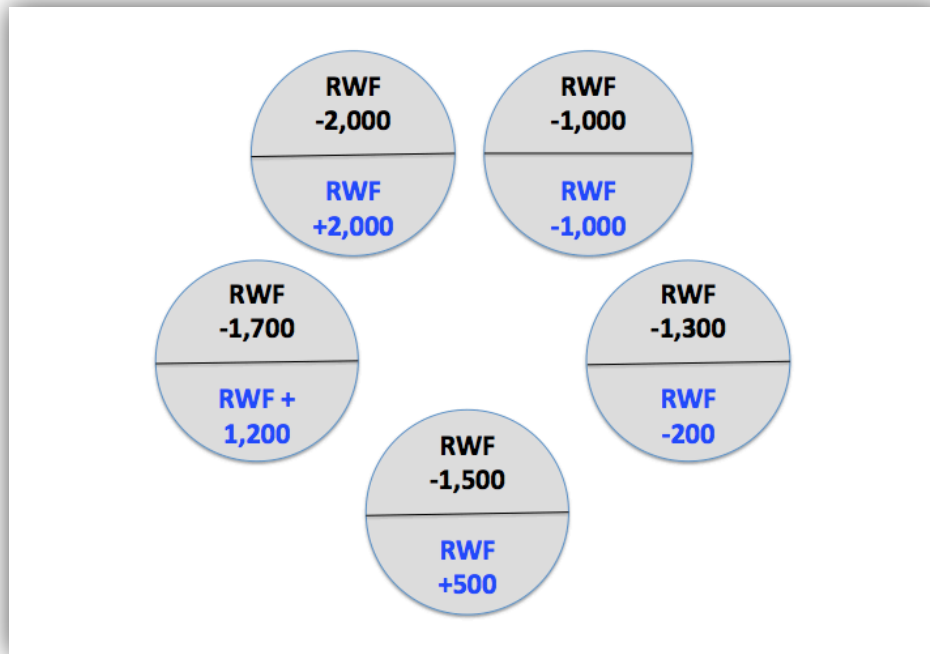 RWF
-2,000
RWF
+2,000
RWF
-1,000
RWF
-1,000
RWF
-1,700
RWF +
1,200
RWF
-1,300
RWF
-200
RWF
-1,500
RWF
+500